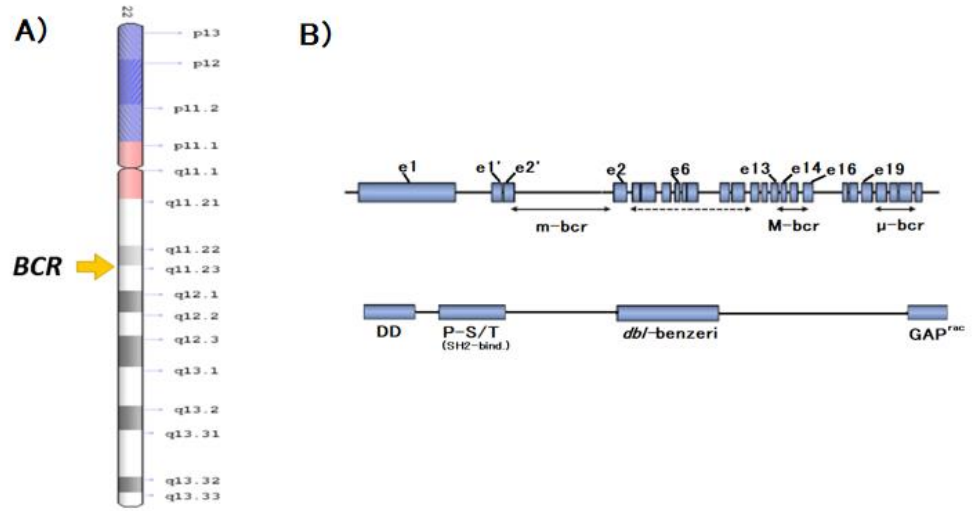 A)
22
p13
p12
p11.2
p11.1
q11.1
q11.21
q11.22
q11.23
q12.1
q12.2
q12.3
q13.1
q13.2
q13.31
q13.32
q13.33
BCR
B)
e1 e1' e2' e2 e6 e13 e14 e16 e19
m-bcr M-bcr μ-bcr
DD P-S/T dbl-benzeri GAP rac
(SH2-bind.)